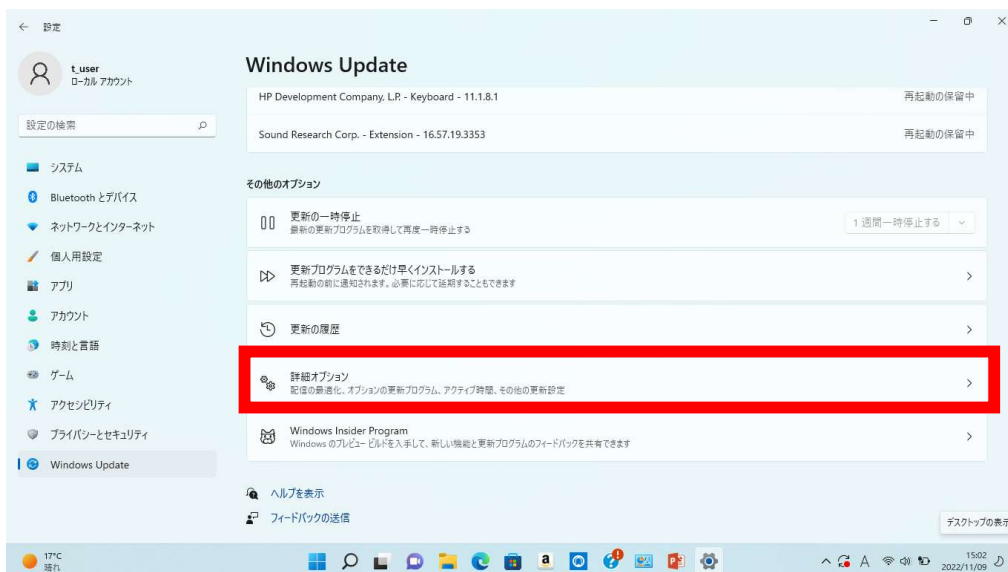 設定
t_user
ローカル アカウント
設定の検索
システム
Bluetooth とデバイス
ネットワークとインターネット
個人用設定
アプリ
アカウント
時刻と言語
ゲーム
アクセシビリティ
プライバシーとセキュリティ
Windows Update
Windows Update
HP Development Company, L.P. - Keyboard - 11.1.8.1 再起動の保留中
Sound Research Corp. - Extension - 16.57.19.3353 再起動の保留中
その他のオプション
更新の一時停止
最新の更新プログラムを取得して再度一時停止する
1 週間一時停止する
更新プログラムをできるだけ早くインストールする
再起動の前に通知されます。必要に応じて延期することもできます
更新の履歴
詳細オプション
配信の最適化、オプションの更新プログラム、アクティブ時間、その他の更新設定
Windows Insider Program
Windows のプレビュー ビルドを入手して、新しい機能と更新プログラムのフィードバックを共有できます
ヘルプを表示
フィードバックの送信
デスクトップの表示
17°C
晴れ
a
A
15:02
2022/11/09